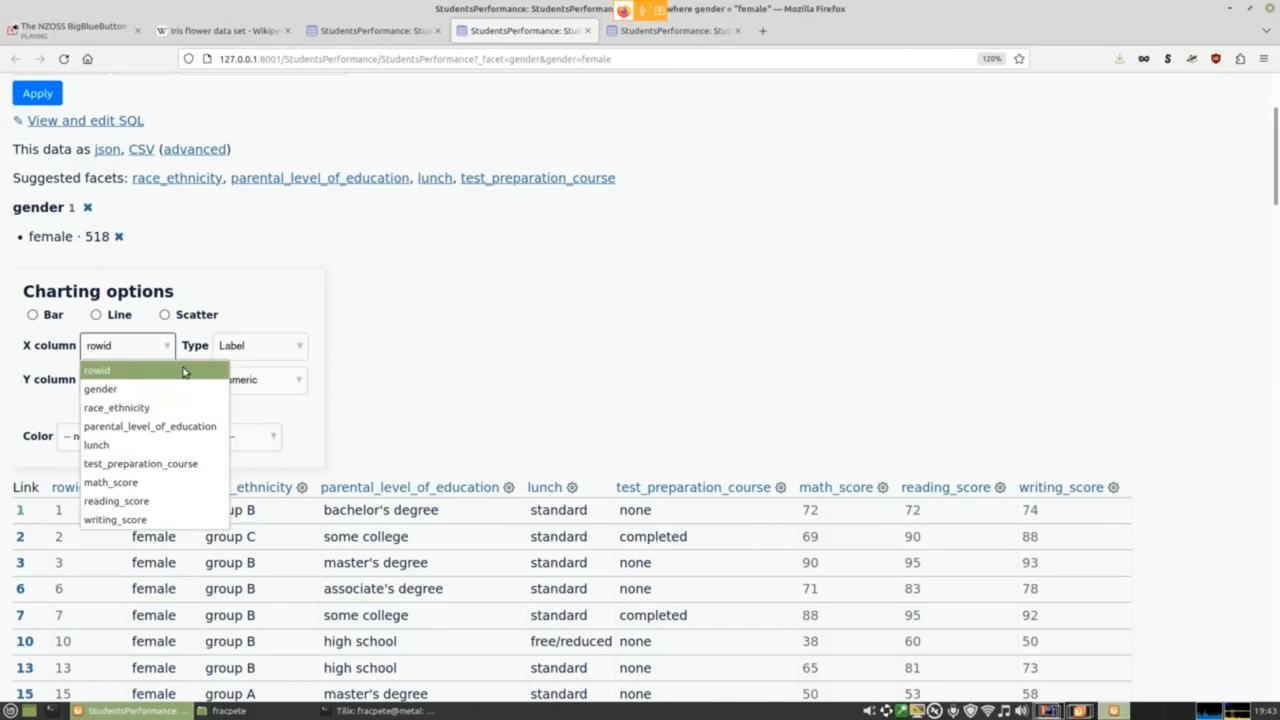 StudentsPerformance: StudentsPerforman where gender = "female" — Mozilla Firefox
The NZOSS BigBlueButton
PLAYING
Iris flower data set - Wikipe
StudentsPerformance: Stu
StudentsPerformance: Stu
StudentsPerformance: Stu
127.0.0.1:8001/StudentsPerformance/StudentsPerformance?_facet=gender&gender=female
120%
Apply
View and edit SQL
This data as json, CSV (advanced)
Suggested facets: race_ethnicity, parental_level_of_education, lunch, test_preparation_course
gender 1 ✖
• female · 518 ✖
Charting options
Bar Line Scatter
X column rowid Type Label
rowid
Y column umeric
gender
race_ethnicity
parental_level_of_education
Color -- n --
lunch
test_preparation_course
math_score
reading_score
writing_score
Link rowi _ethnicity parental_level_of_education lunch test_preparation_course math_score reading_score writing_score
1 1 up B bachelor's degree standard none 72 72 74
2 2 female group C some college standard completed 69 90 88
3 3 female group B master's degree standard none 90 95 93
6 6 female group B associate's degree standard none 71 83 78
7 7 female group B some college standard completed 88 95 92
10 10 female group B high school free/reduced none 38 60 50
13 13 female group B high school standard none 65 81 73
15 15 female group A master's degree standard none 50 53 58
StudentsPerformance: ...
fracpete
Tilix: fracpete@metal: ...
19:43